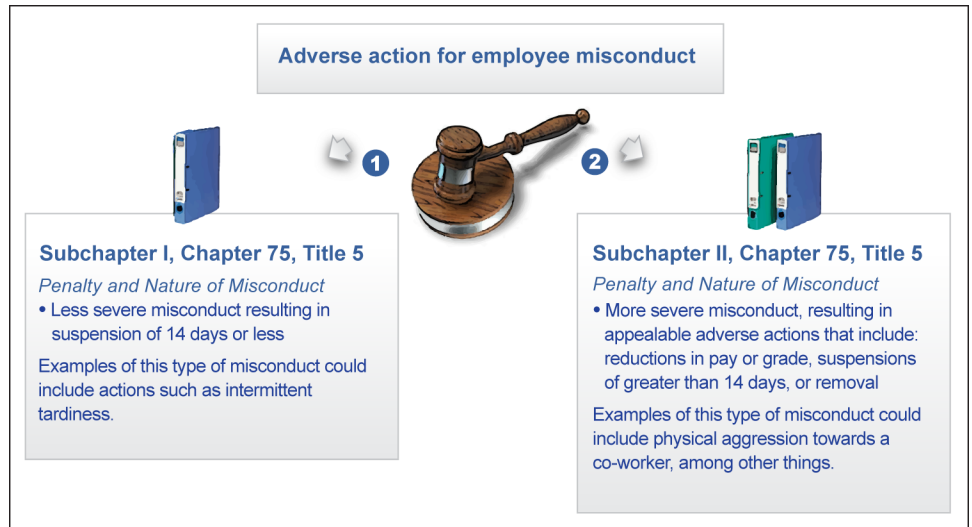 Adverse action for employee misconduct
1
2
Subchapter I, Chapter 75, Title 5
Penalty and Nature of Misconduct
• Less severe misconduct resulting in
suspension of 14 days or less
Examples of this type of misconduct could
include actions such as intermittent
tardiness.
Subchapter II, Chapter 75, Title 5
Penalty and Nature of Misconduct
• More severe misconduct, resulting in
appealable adverse actions that include:
reductions in pay or grade, suspensions
of greater than 14 days, or removal
Examples of this type of misconduct could
include physical aggression towards a
co-worker, among other things.